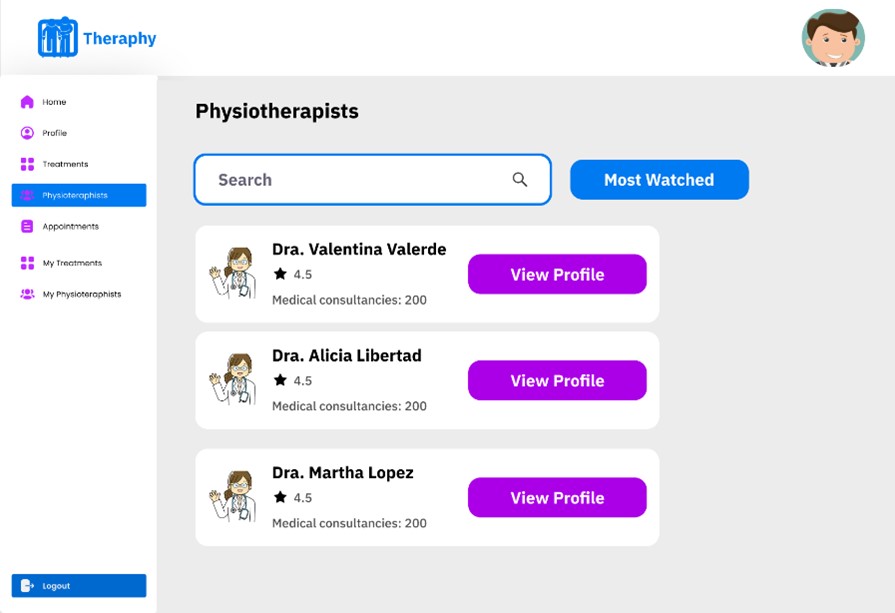 Theraphy
Home
Profile
Treatments
Physioteraphists
Appointments
My Treatments
My Physioteraphists
Logout
Physiotherapists
Search
Most Watched
Dra. Valentina Valerde
4.5
Medical consultancies: 200
View Profile
Dra. Alicia Libertad
4.5
Medical consultancies: 200
View Profile
Dra. Martha Lopez
4.5
Medical consultancies: 200
View Profile